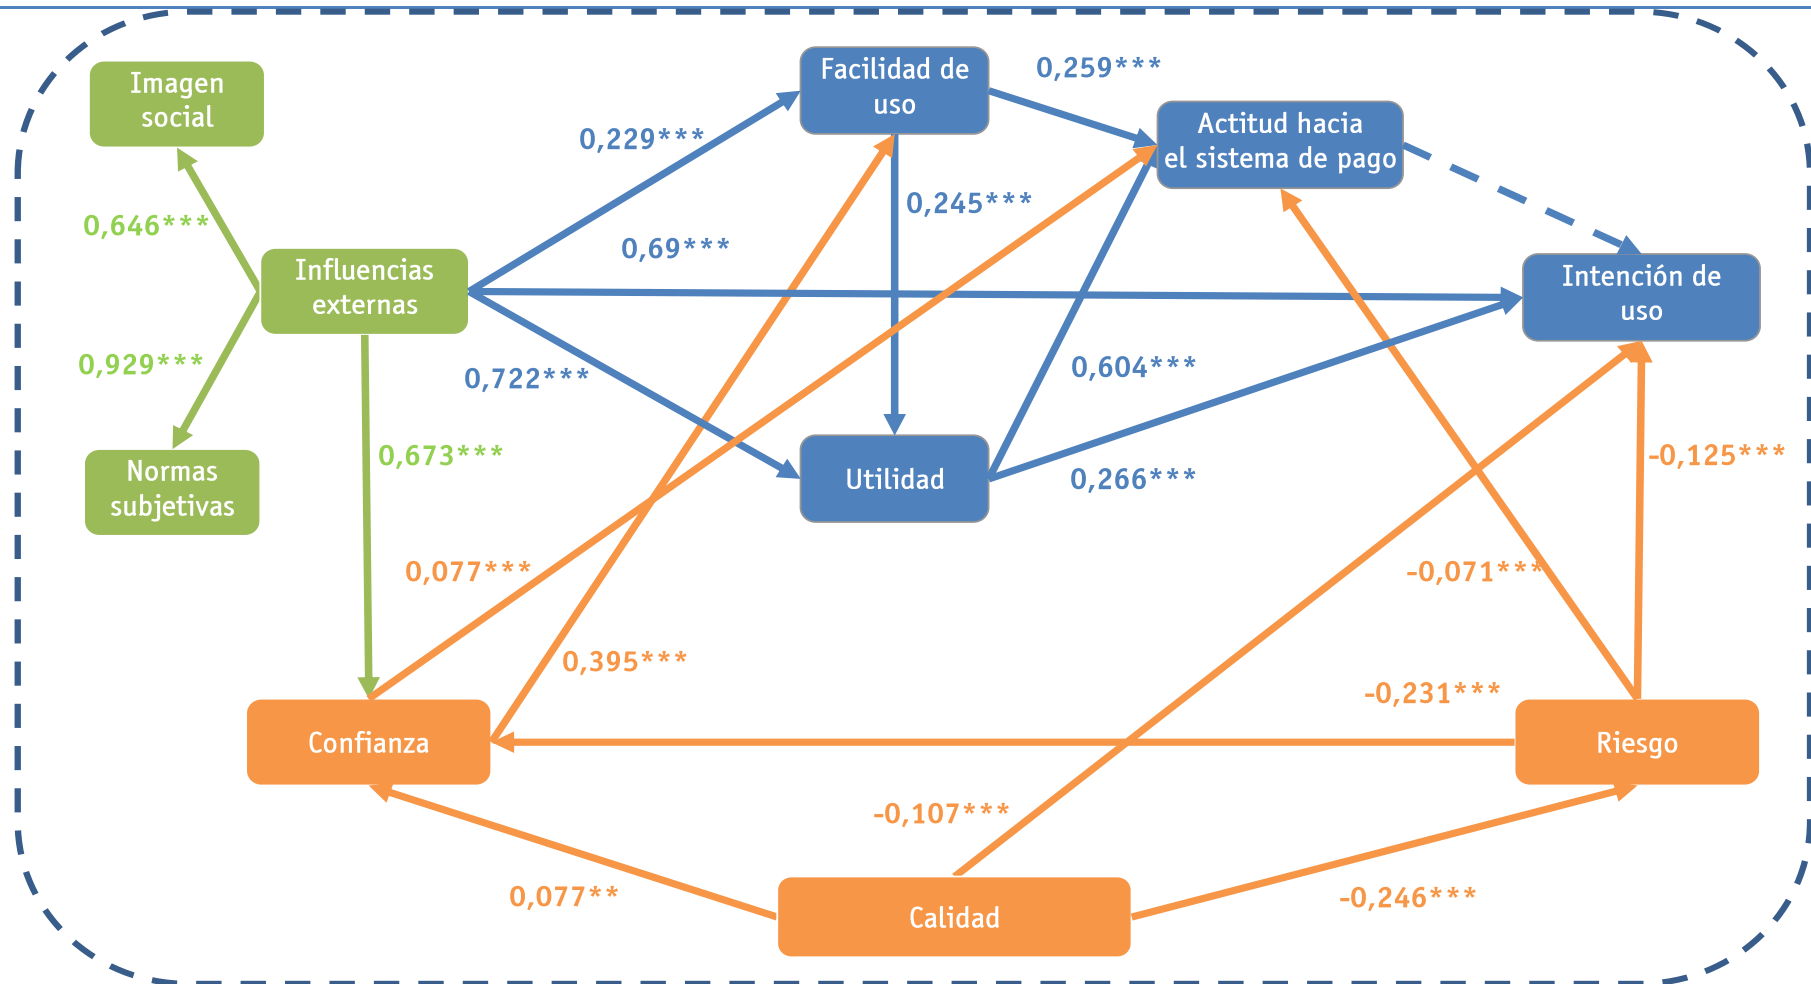 Imagen
social
Facilidad de
uso
0,259***
Actitud hacia
el sistema de pago
0,229***
0,245***
0,646***
0,69***
Influencias
externas
Intención de
uso
0,929***
0,722***
0,604***
0,673***
Normas
subjetivas
Utilidad
0,266***
-0,125***
0,077***
-0,071***
0,395***
-0,231***
Confianza
Riesgo
-0,107***
0,077**
Calidad
-0,246***